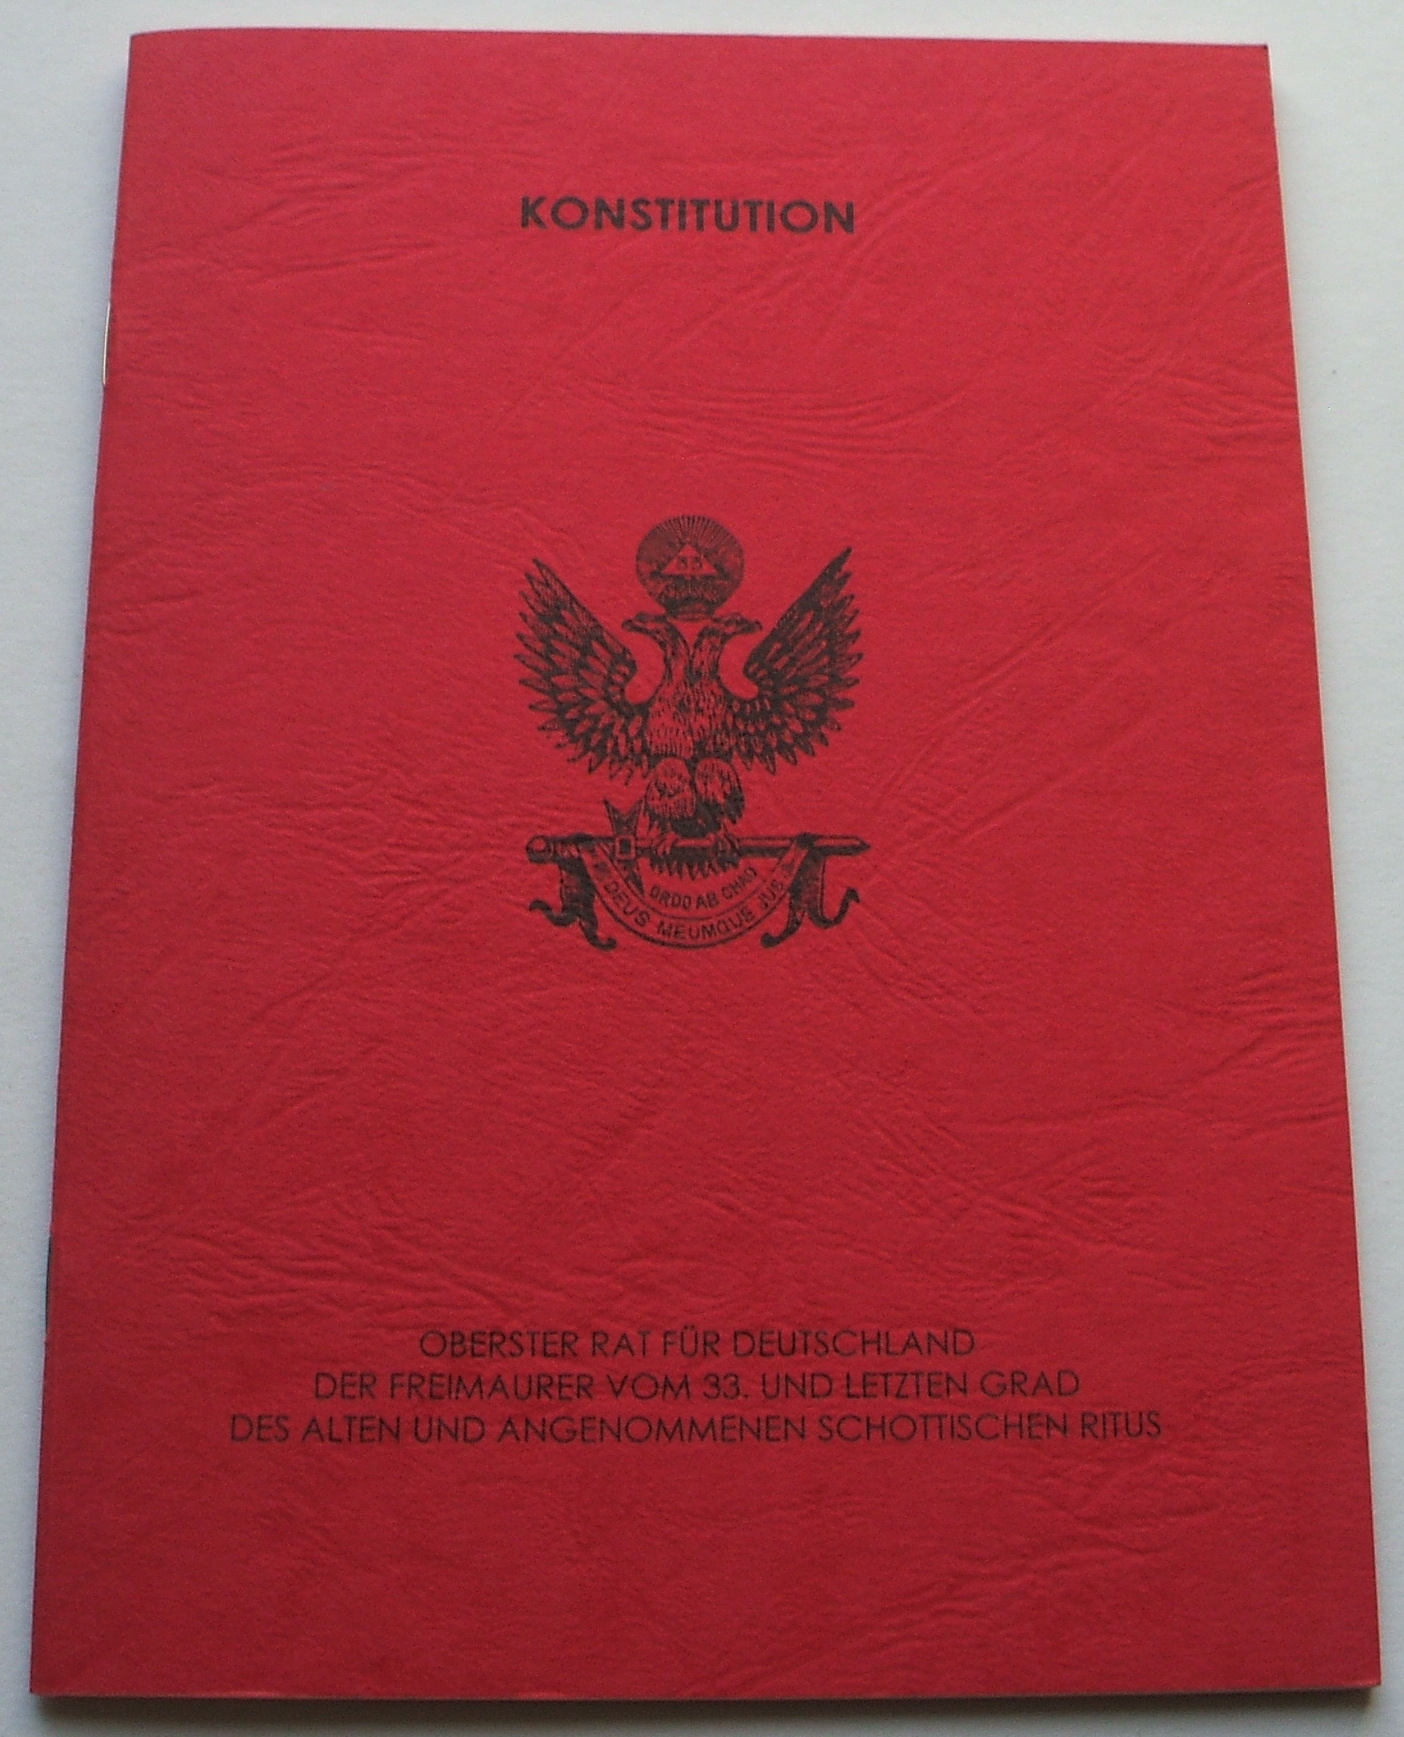 KONSTITUTION
33
ORDO AB CHAO
DEUS MEUMQUE JUS
OBERSTER RAT FÜR DEUTSCHLAND
DER FREIMAURER VOM 33. UND LETZTEN GRAD
DES ALTEN UND ANGENOMMENEN SCHOTTISCHEN RITUS